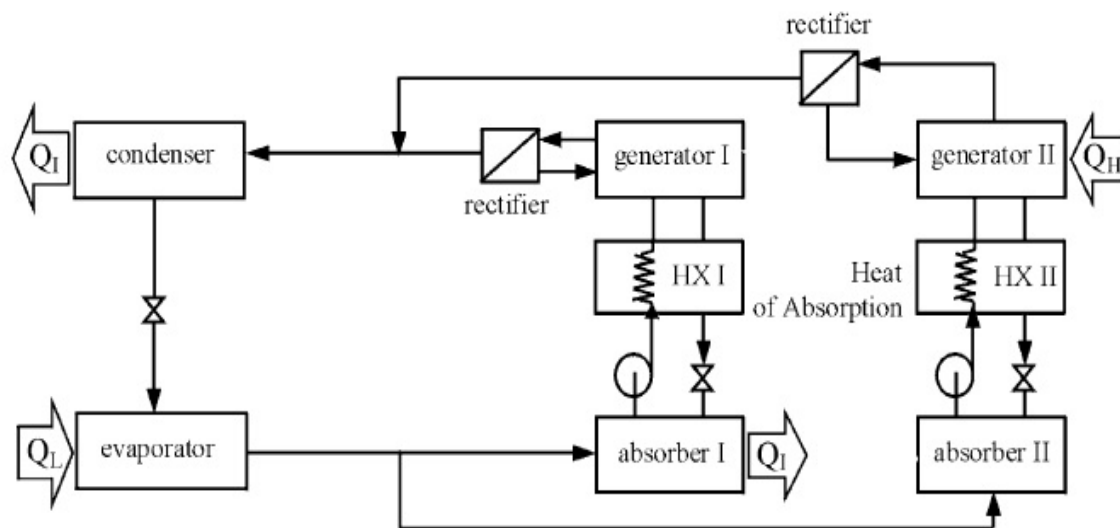 rectifier
Q_I
condenser
generator I
generator II
Q_H
rectifier
HX I
Heat
of Absorption
HX II
Q_L
evaporator
absorber I
Q_I
absorber II